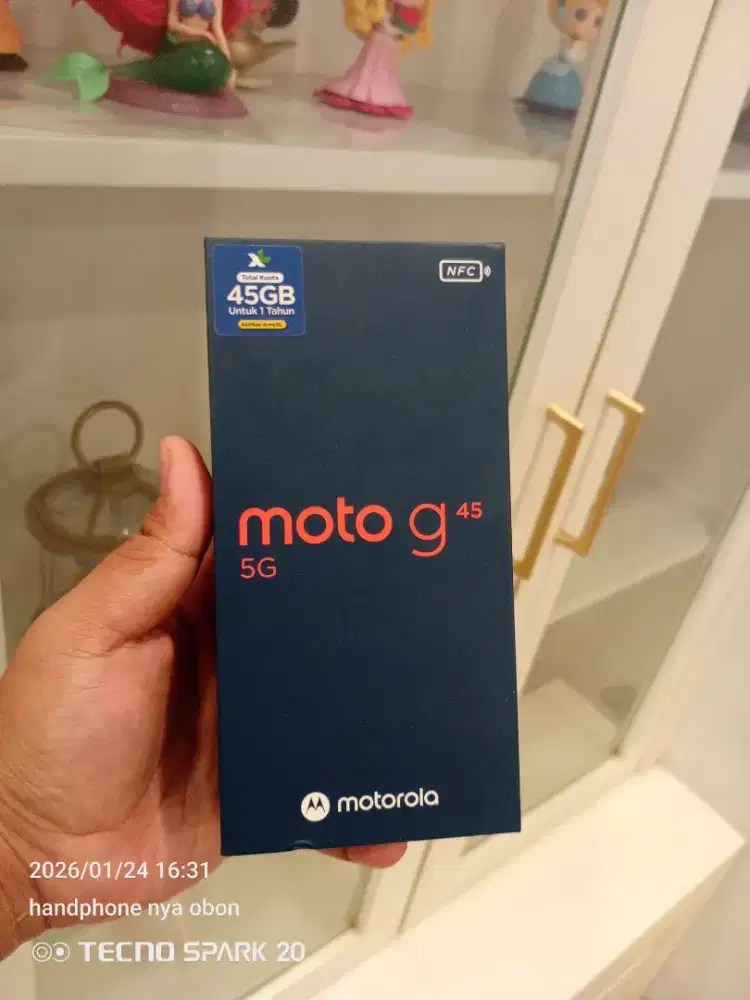 XL
Total Kuota
45GB
Untuk 1 Tahun
NFC
moto g 45
5G
motorola
2026/01/24 16:31
handphone nya obon
TECNO SPARK 20